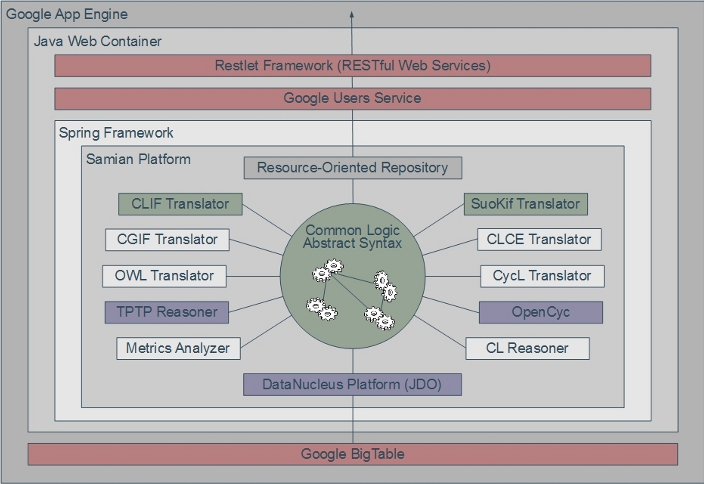 Google App Engine
Java Web Container
Restlet Framework (RESTful Web Services)
Google Users Service
Spring Framework
Samian Platform
Resource-Oriented Repository
CLIF Translator
SuoKif Translator
Common Logic
Abstract Syntax
CGIF Translator
CLCE Translator
OWL Translator
CycL Translator
TPTP Reasoner
OpenCyc
Metrics Analyzer
CL Reasoner
DataNucleus Platform (JDO)
Google BigTable